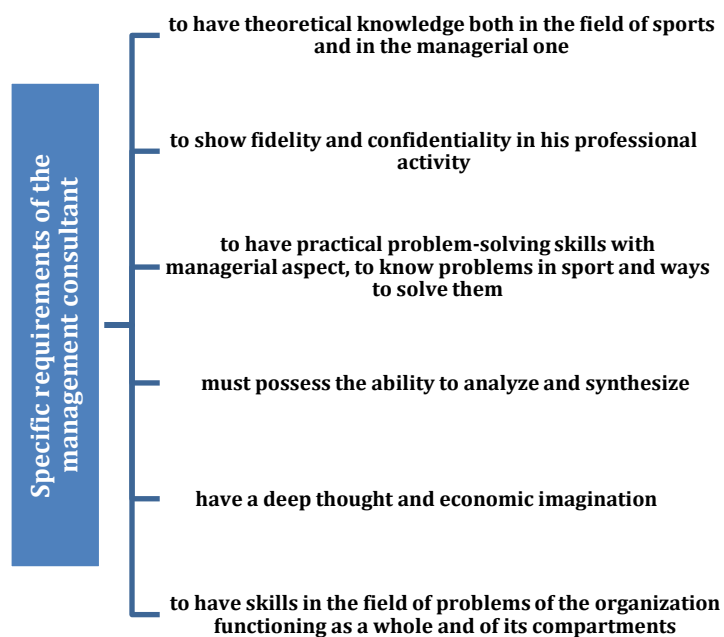 Specific requirements of the
management consultant
to have theoretical knowledge both in the field of sports
and in the managerial one
to show fidelity and confidentiality in his professional
activity
to have practical problem-solving skills with
managerial aspect, to know problems in sport and ways
to solve them
must possess the ability to analyze and synthesize
have a deep thought and economic imagination
to have skills in the field of problems of the organization
functioning as a whole and of its compartments